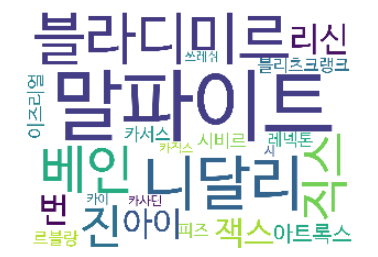 블라디미르 리신
쓰레쉬
블리츠크랭크
이즈리얼
말파이트
카서스 시비르 레넥톤
베인 니달리 직스
카직스 시
번 진 아이 잭스 아트록스
카이 카사딘
르블랑 피즈